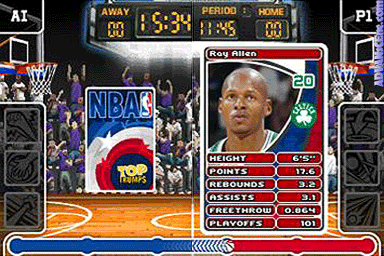 AI
AWAY
00
15:34
PERIOD :
11:45
HOME
00
P1
Ray Allen
20
CELTICS
NBA
TOP
TRUMPS
HEIGHT 6'5"
POINTS 17.6
REBOUNDS 3.2
ASSISTS 3.1
FREETHROW 0.864
PLAYOFFS 101